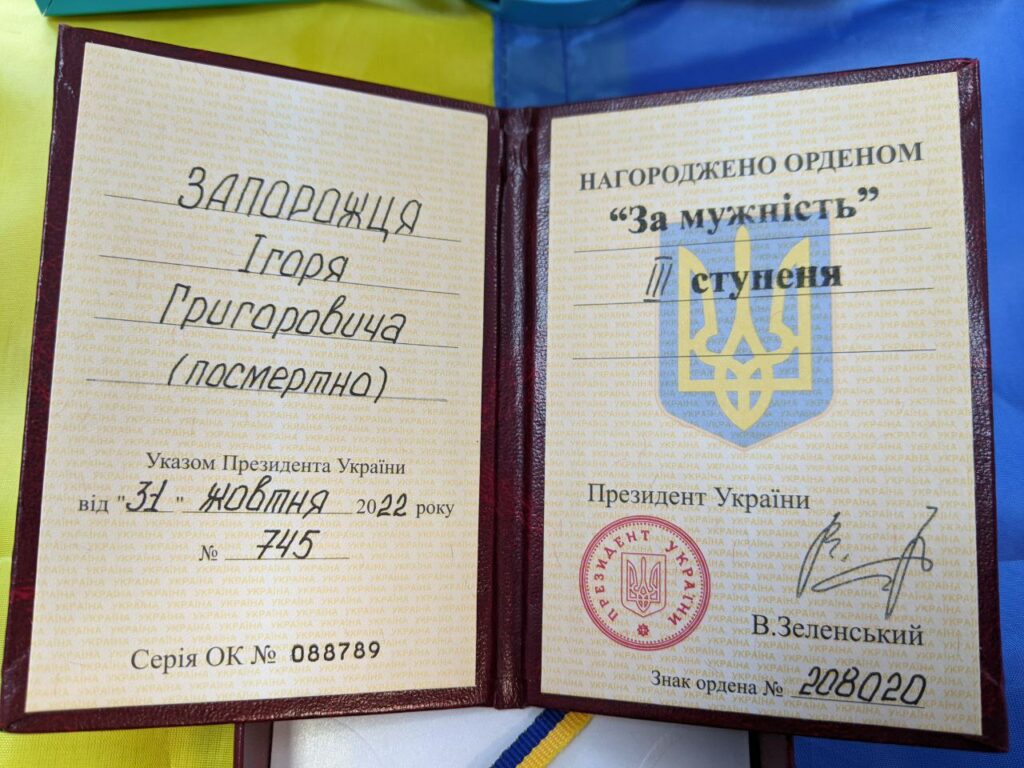 ЗАПОРОЖЦЯ
Ігоря
Григоровича
(посмертно)
Указом Президента України
від "31" жовтня 2022 року
№ 745
Серія ОК № 088789
НАГОРОДЖЕНО ОРДЕНОМ
“За мужність”
III ступеня
Президент України
ПРЕЗИДЕНТ УКРАЇНИ
В.Зеленський
Знак ордена № 208020